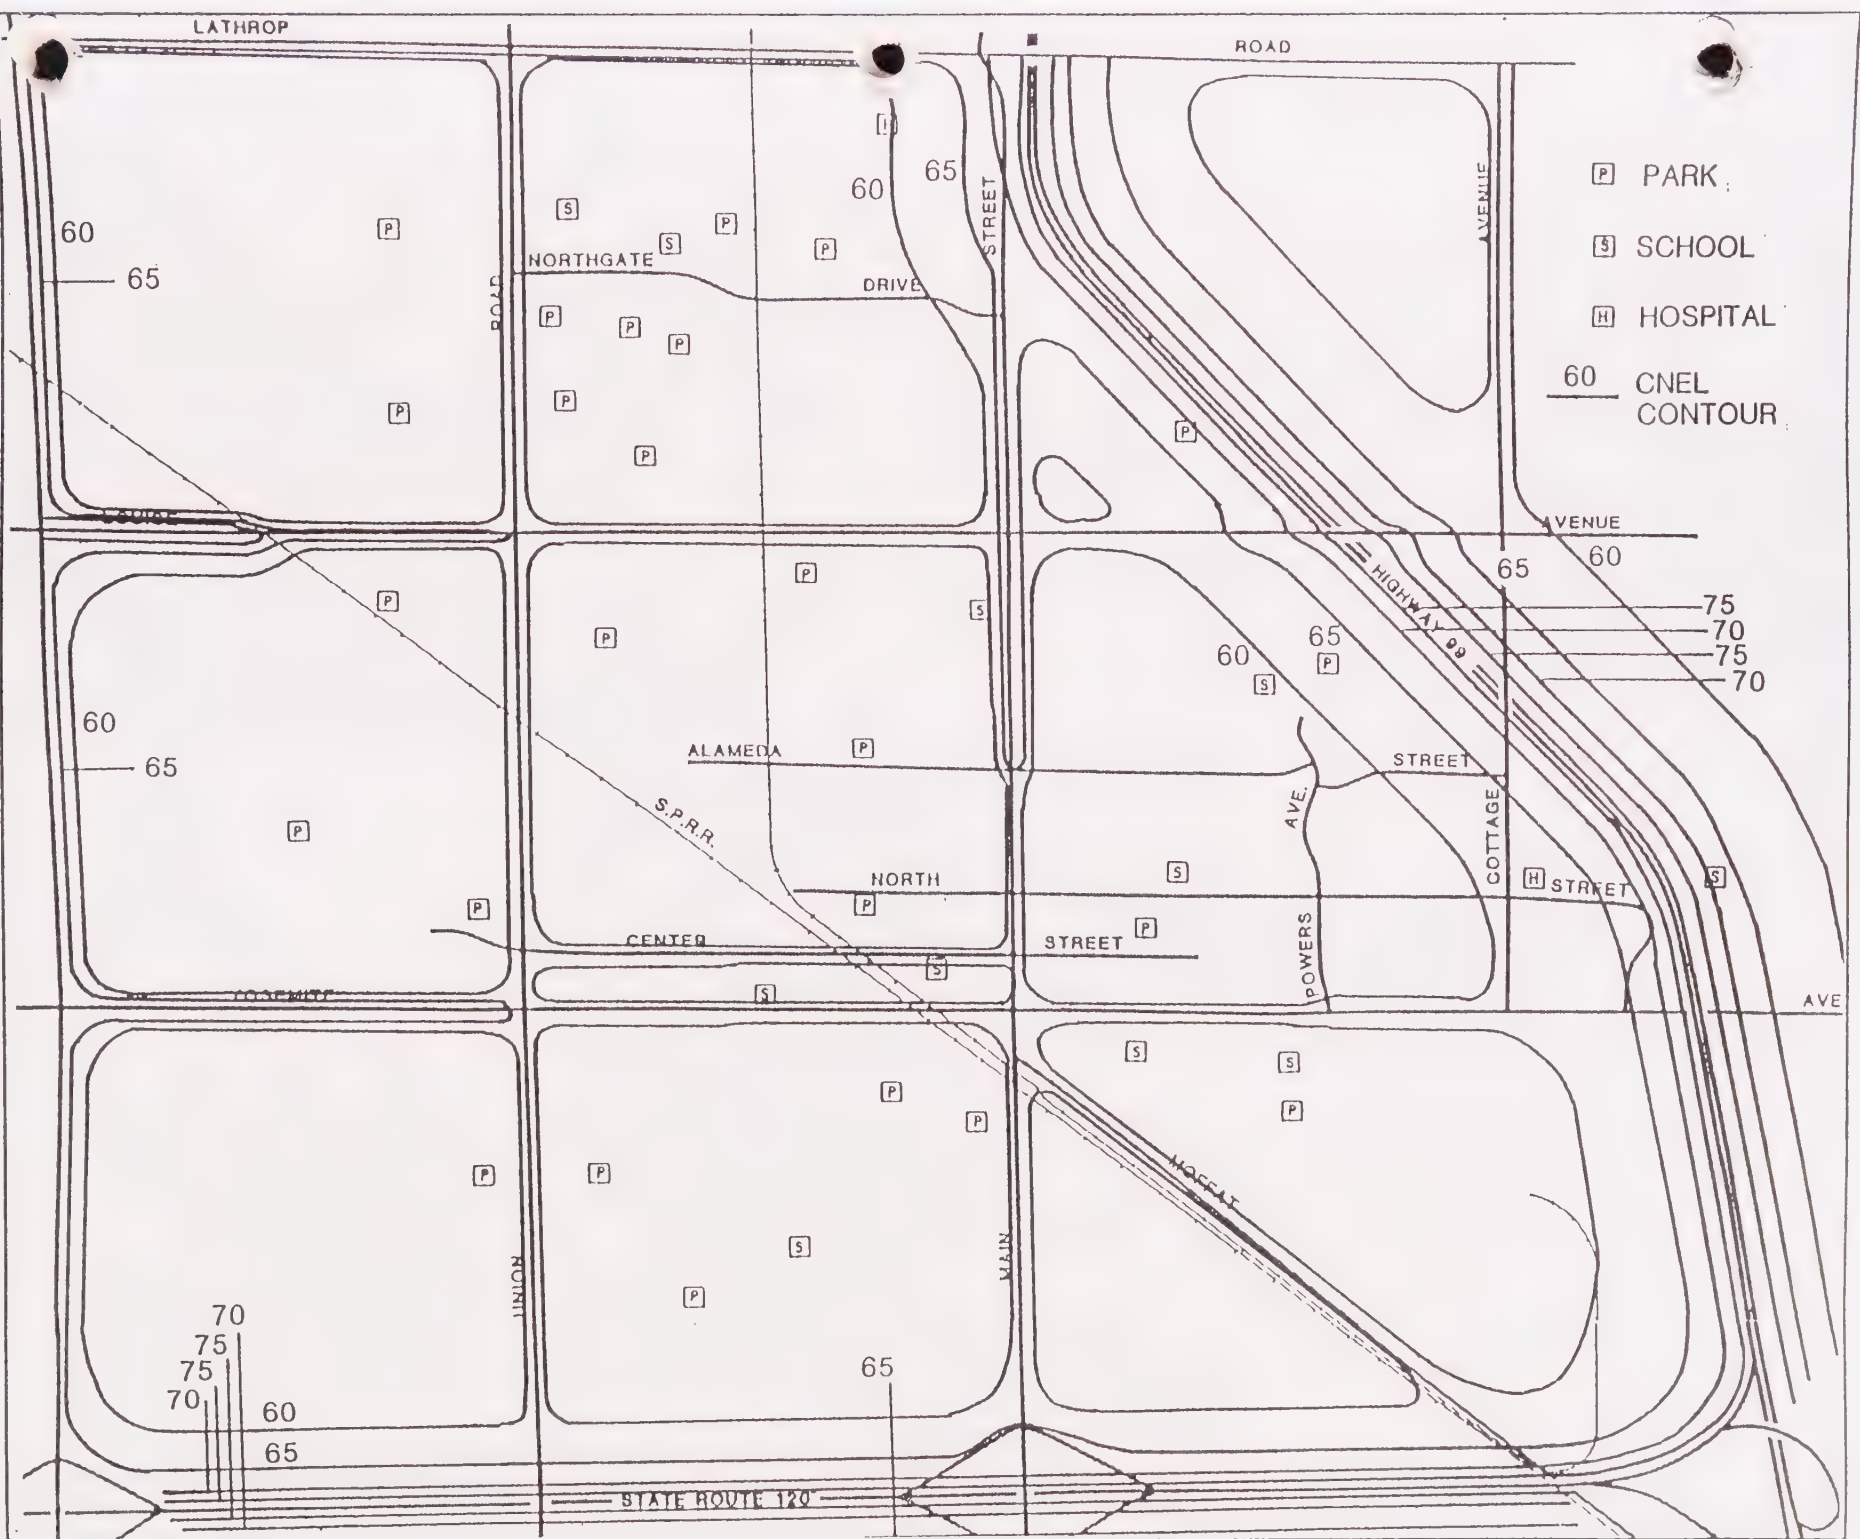 LATHROP
ROAD
H
60
65
STREET
AVENUE
P PARK
S SCHOOL
H HOSPITAL
60 CNEL
CONTOUR
60
65
P
S
S
P
P
NORTHGATE
DRIVE
ROAD
P
P
P
P
P
P
P
AVENUE
60
65
HIGHWAY 99
75
70
75
70
P
P
P
S
60
65
P
S
60
65
ALAMEDA
P
STREET
S.P.R.R.
AVE.
COTTAGE
P
NORTH
S
H
STREET
S
P
P
P
CENTER
STREET
POWERS
S
S
YOSEMITE
AVE
S
S
P
P
P
MOFFAT
P
P
S
MAIN
UNION
P
70
75
75
70
60
65
65
STATE ROUTE 120